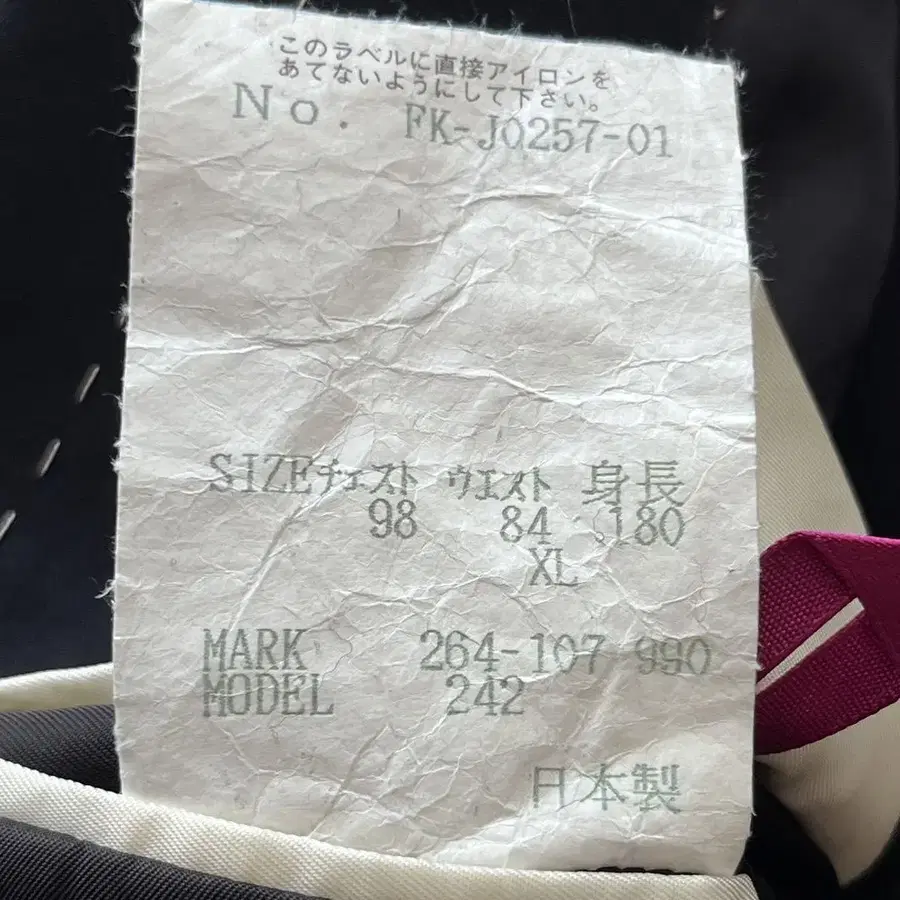 このラベルに直接アイロンを
あてないようにして下さい。
No. FK-J0257-01
SIZEチェスト ウエスト 身長
98 84 180
XL
MARK 264-107 990
MODEL 242
日本製